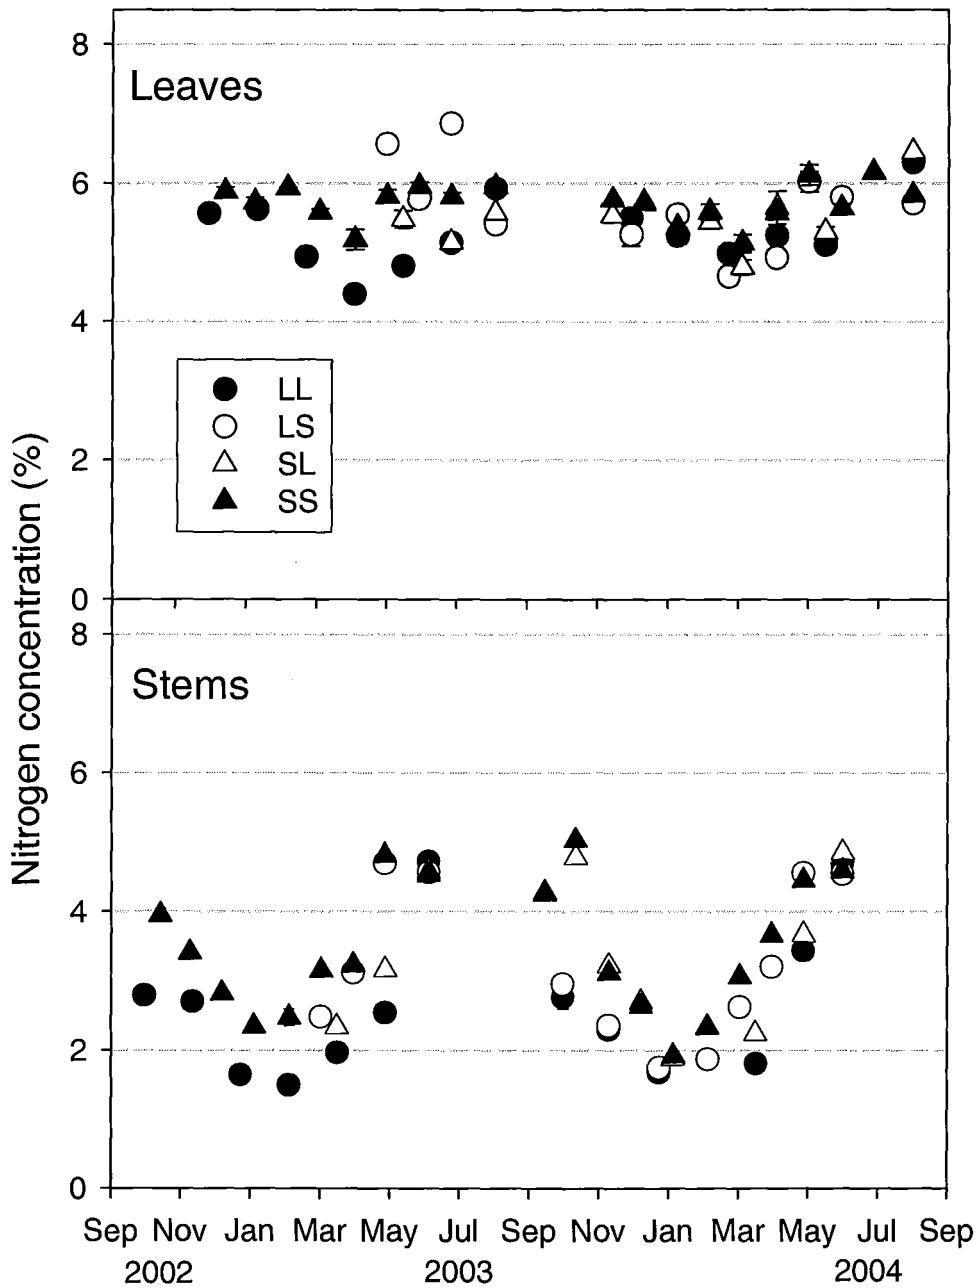 8
Leaves
6
4
LL
LS
SL
SS
2
0
Nitrogen concentration (%)
8
Stems
6
4
2
0
Sep Nov Jan Mar May Jul Sep Nov Jan Mar May Jul Sep
2002 2003 2004